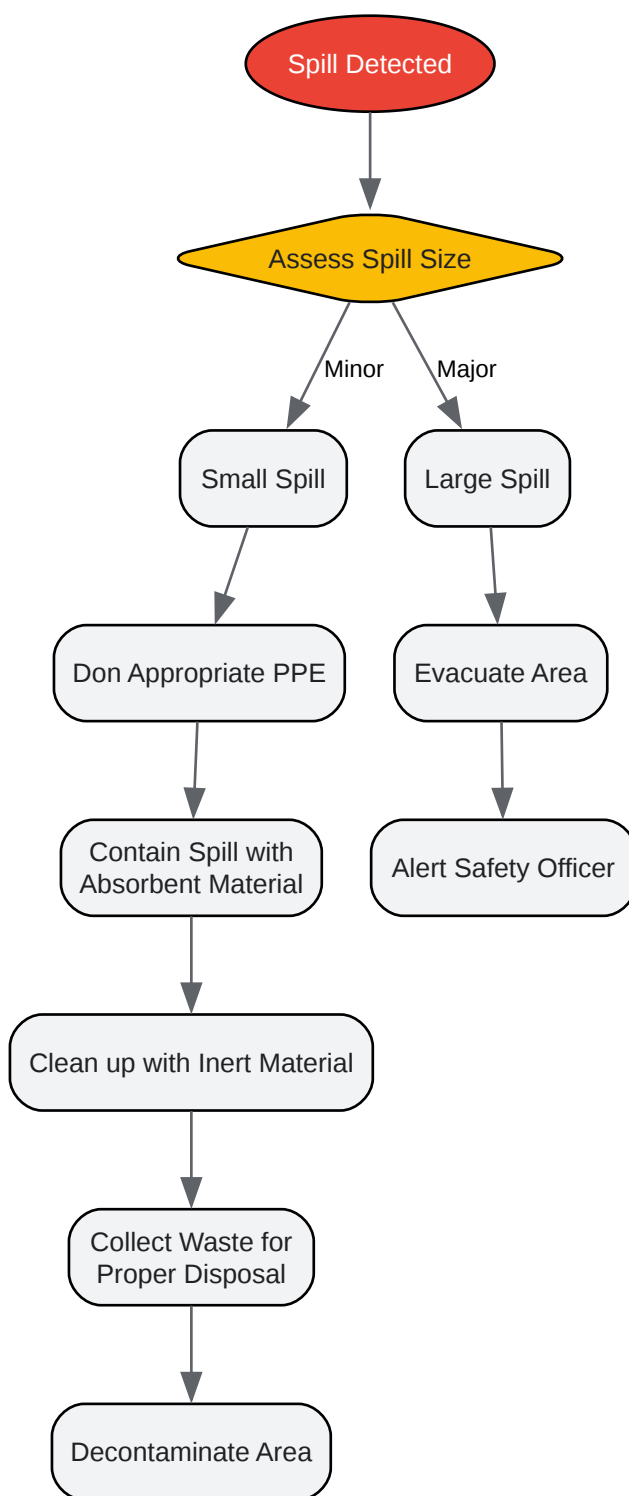 Spill Detected
Assess Spill Size
Minor
Major
Small Spill
Large Spill
Don Appropriate PPE
Evacuate Area
Contain Spill with
Absorbent Material
Alert Safety Officer
Clean up with Inert Material
Collect Waste for
Proper Disposal
Decontaminate Area